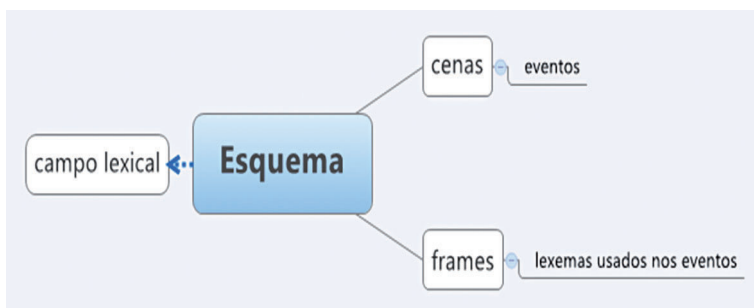 cenas
eventos
campo lexical
Esquema
frames
lexemas usados nos eventos